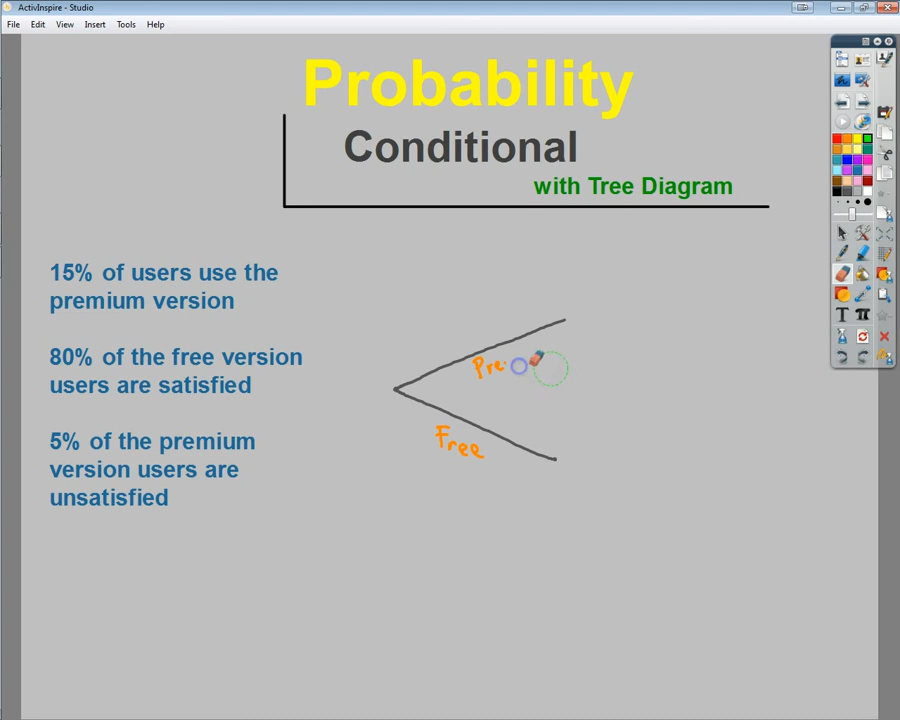 ActivInspire - Studio
File Edit View Insert Tools Help
Probability
Conditional
with Tree Diagram
15% of users use the
premium version
80% of the free version
users are satisfied
5% of the premium
version users are
unsatisfied
Pre
Free